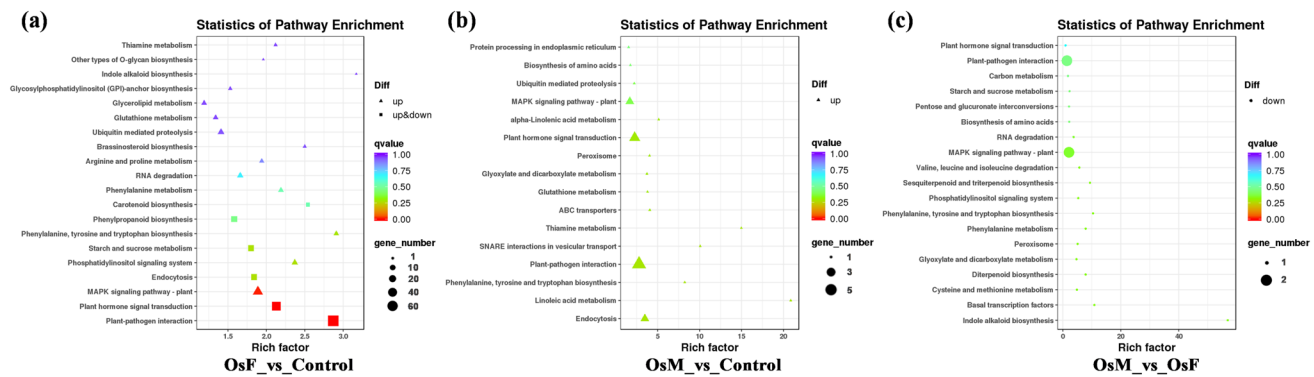 (a)
Statistics of Pathway Enrichment
Thiamine metabolism
Other types of O-glycan biosynthesis
Indole alkaloid biosynthesis
Glycosylphosphatidylinositol (GPI)-anchor biosynthesis
Glycerolipid metabolism
Glutathione metabolism
Ubiquitin mediated proteolysis
Brassinosteroid biosynthesis
Arginine and proline metabolism
RNA degradation
Phenylalanine metabolism
Carotenoid biosynthesis
Phenylpropanoid biosynthesis
Phenylalanine, tyrosine and tryptophan biosynthesis
Starch and sucrose metabolism
Phosphatidylinositol signaling system
Endocytosis
MAPK signaling pathway - plant
Plant hormone signal transduction
Plant-pathogen interaction
1.5 2.0 2.5 3.0
Rich factor
OsF_vs_Control
Diff
up
up&down
qvalue
1.00
0.75
0.50
0.25
0.00
gene_number
1
10
20
40
60
(b)
Statistics of Pathway Enrichment
Protein processing in endoplasmic reticulum
Biosynthesis of amino acids
Ubiquitin mediated proteolysis
MAPK signaling pathway - plant
alpha-Linolenic acid metabolism
Plant hormone signal transduction
Peroxisome
Glyoxylate and dicarboxylate metabolism
Glutathione metabolism
ABC transporters
Thiamine metabolism
SNARE interactions in vesicular transport
Plant-pathogen interaction
Phenylalanine, tyrosine and tryptophan biosynthesis
Linoleic acid metabolism
Endocytosis
5 10 15 20
Rich factor
OsM_vs_Control
Diff
up
qvalue
1.00
0.75
0.50
0.25
0.00
gene_number
1
3
5
(c)
Statistics of Pathway Enrichment
Plant hormone signal transduction
Plant-pathogen interaction
Carbon metabolism
Starch and sucrose metabolism
Pentose and glucuronate interconversions
Biosynthesis of amino acids
RNA degradation
MAPK signaling pathway - plant
Valine, leucine and isoleucine degradation
Sesquiterpenoid and triterpenoid biosynthesis
Phosphatidylinositol signaling system
Phenylalanine, tyrosine and tryptophan biosynthesis
Phenylalanine metabolism
Peroxisome
Glyoxylate and dicarboxylate metabolism
Diterpenoid biosynthesis
Cysteine and methionine metabolism
Basal transcription factors
Indole alkaloid biosynthesis
0 20 40
Rich factor
OsM_vs_OsF
Diff
down
qvalue
1.00
0.75
0.50
0.25
0.00
gene_number
1
2